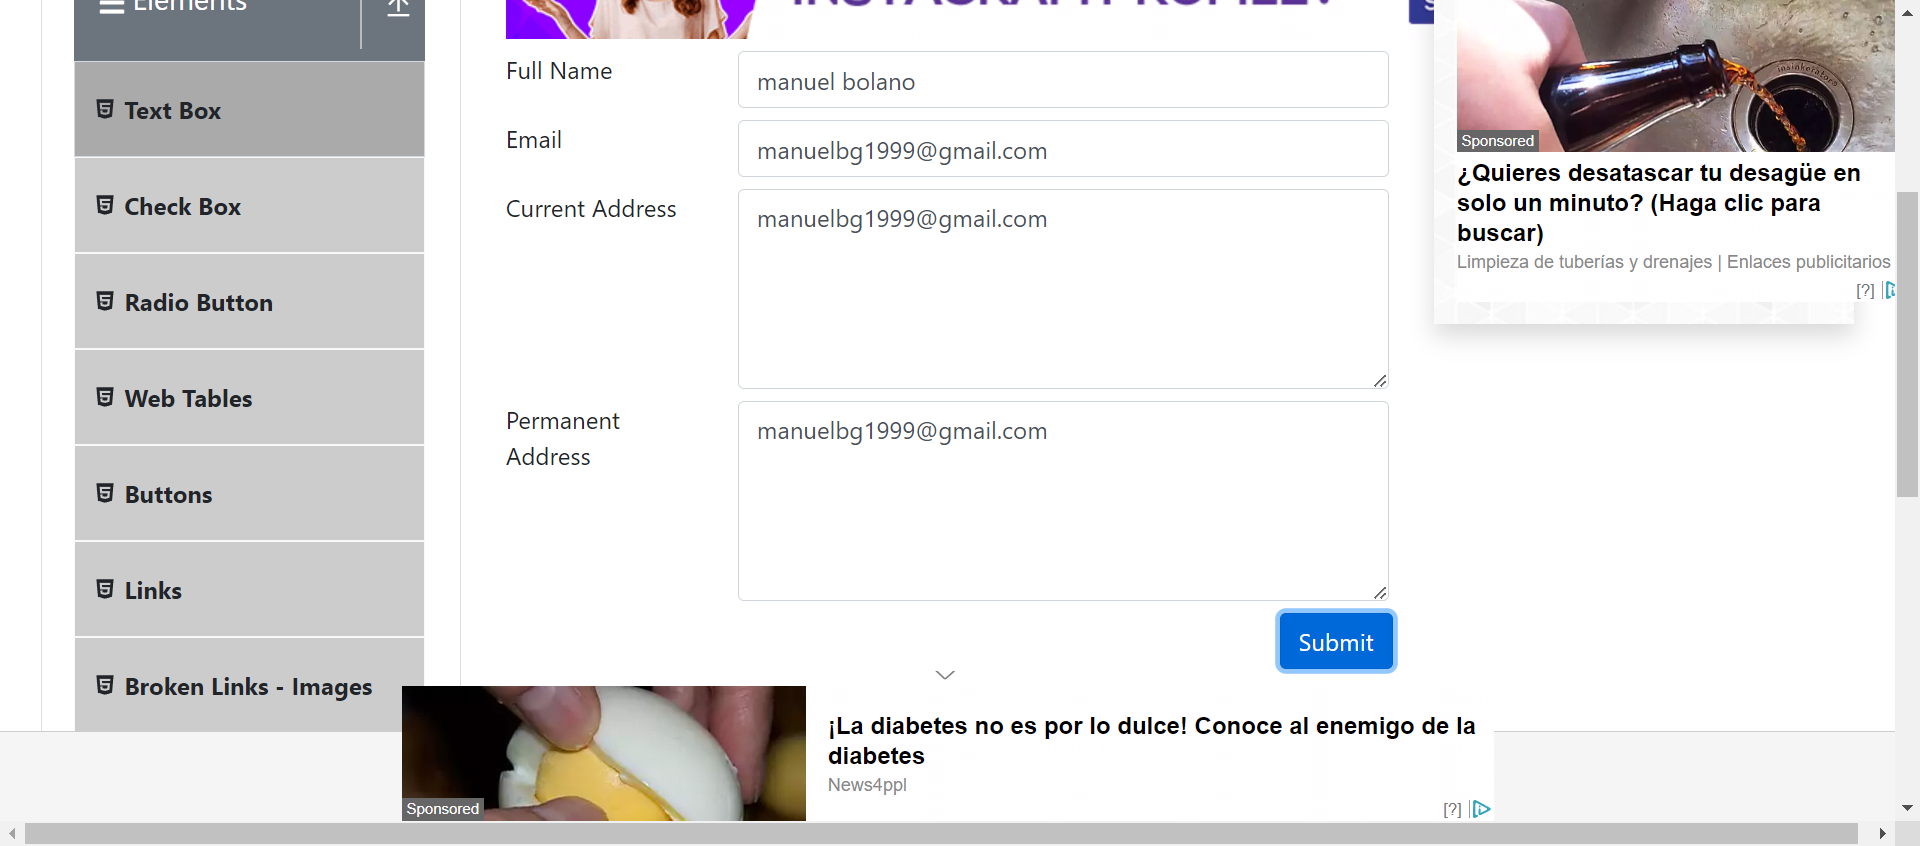 Elements
INSTAGRAM PROFILE?
Full Name
manuel bolano
Email
manuelbg1999@gmail.com
Current Address
manuelbg1999@gmail.com
Permanent
Address
manuelbg1999@gmail.com
Submit
Text Box
Check Box
Radio Button
Web Tables
Buttons
Links
Broken Links - Images
insinkerator
Sponsored
¿Quieres desatascar tu desagüe en
solo un minuto? (Haga clic para
buscar)
Limpieza de tuberías y drenajes | Enlaces publicitarios
[?]
Sponsored
¡La diabetes no es por lo dulce! Conoce al enemigo de la
diabetes
News4ppl
[?]